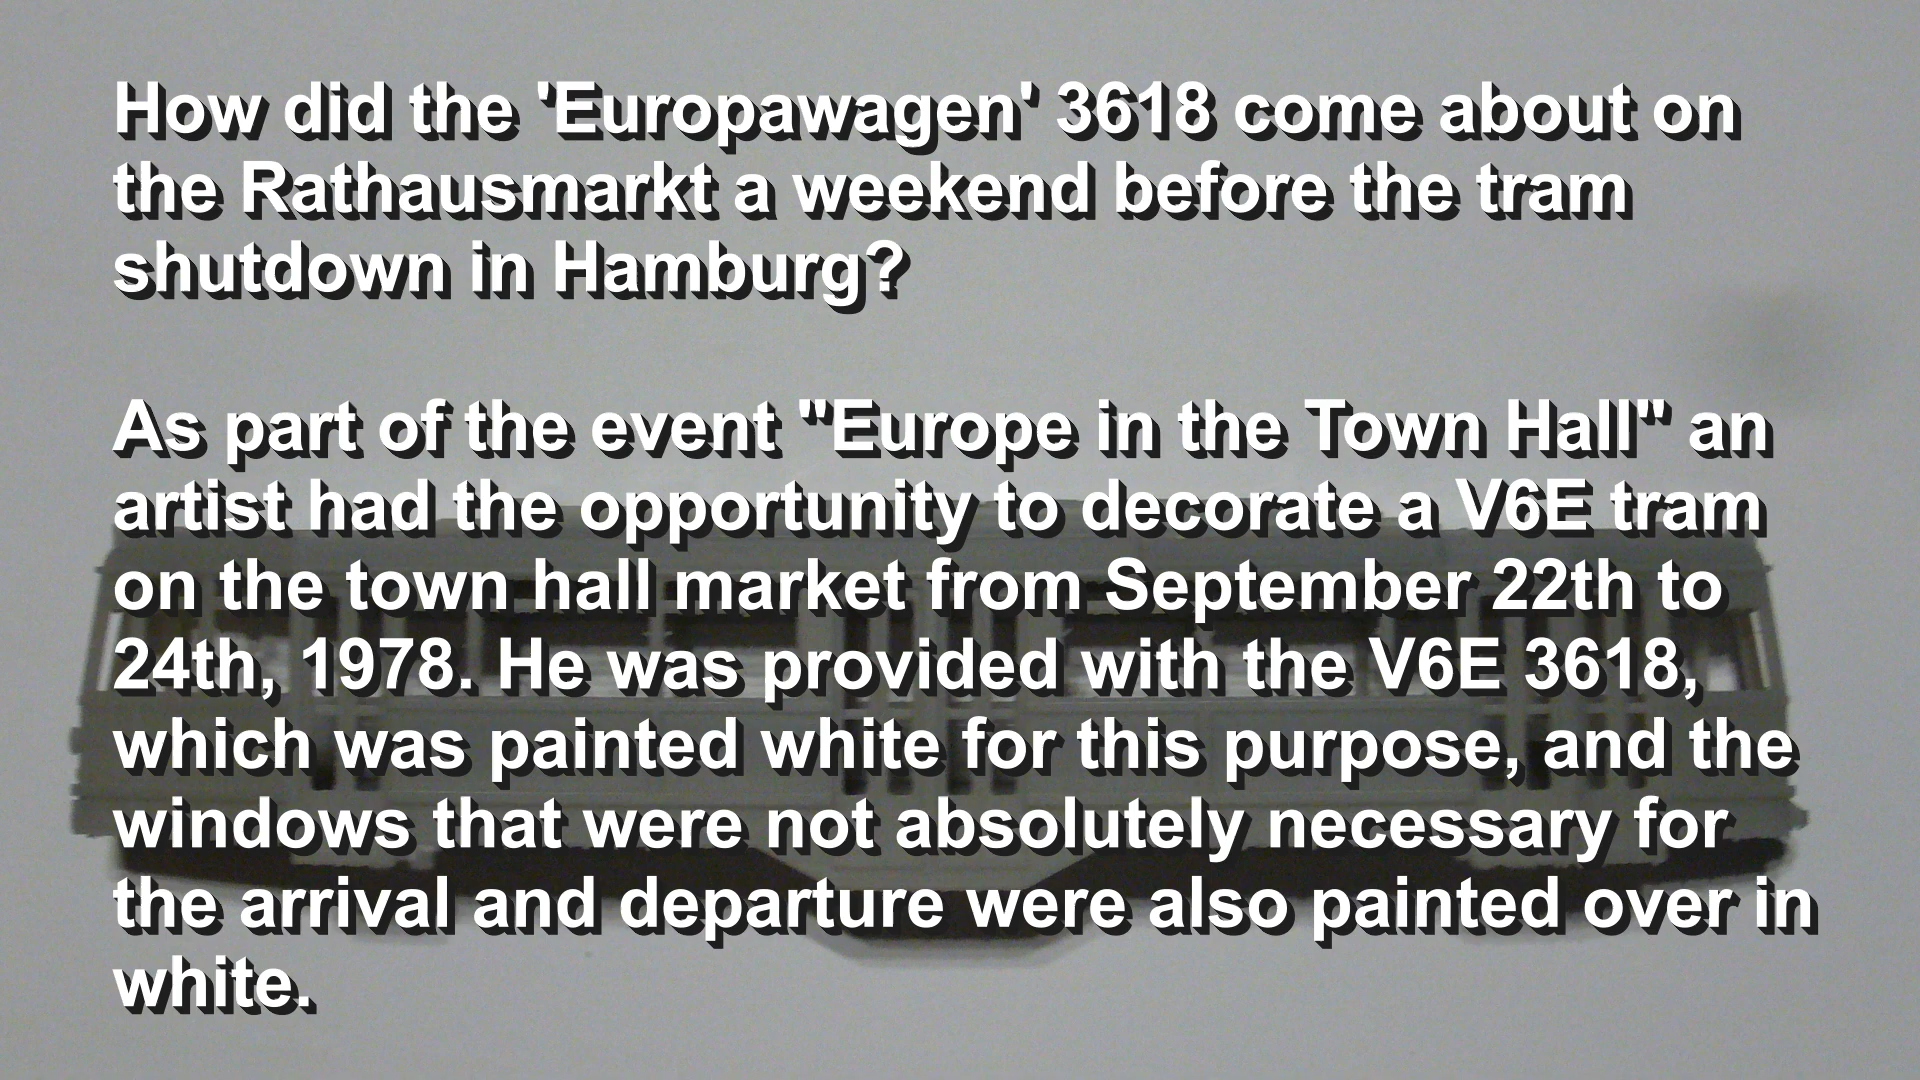 How did the 'Europawagen' 3618 come about on
the Rathausmarkt a weekend before the tram
shutdown in Hamburg?
As part of the event "Europe in the Town Hall" an
artist had the opportunity to decorate a V6E tram
on the town hall market from September 22th to
24th, 1978. He was provided with the V6E 3618,
which was painted white for this purpose, and the
windows that were not absolutely necessary for
the arrival and departure were also painted over in
white.